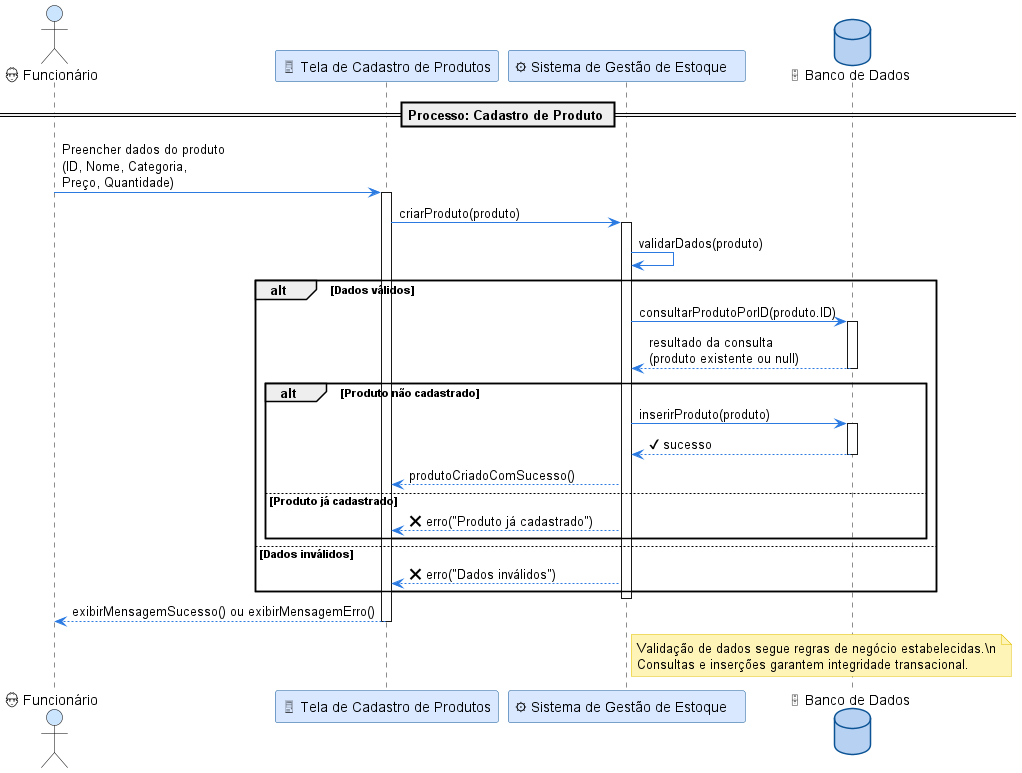 Funcionário
Tela de Cadastro de Produtos
Sistema de Gestão de Estoque
Banco de Dados
Processo: Cadastro de Produto
Preencher dados do produto
(ID, Nome, Categoria,
Preço, Quantidade)
criarProduto(produto)
validarDados(produto)
alt
[Dados válidos]
consultarProdutoPorID(produto.ID)
resultado da consulta
(produto existente ou null)
alt
[Produto não cadastrado]
inserirProduto(produto)
✔ sucesso
produtoCriadoComSucesso()
[Produto já cadastrado]
❌ erro("Produto já cadastrado")
[Dados inválidos]
❌ erro("Dados inválidos")
exibirMensagemSucesso() ou exibirMensagemErro()
Validação de dados segue regras de negócio estabelecidas.\n
Consultas e inserções garantem integridade transacional.
Funcionário
Tela de Cadastro de Produtos
Sistema de Gestão de Estoque
Banco de Dados